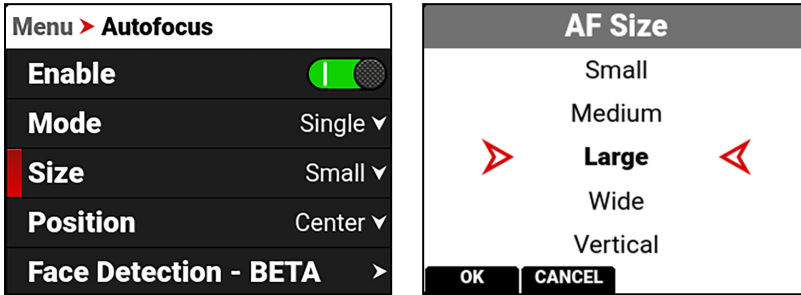 Menu > Autofocus
Enable
Mode Single
Size Small
Position Center
Face Detection - BETA >
AF Size
Small
Medium
Large
Wide
Vertical
OK CANCEL